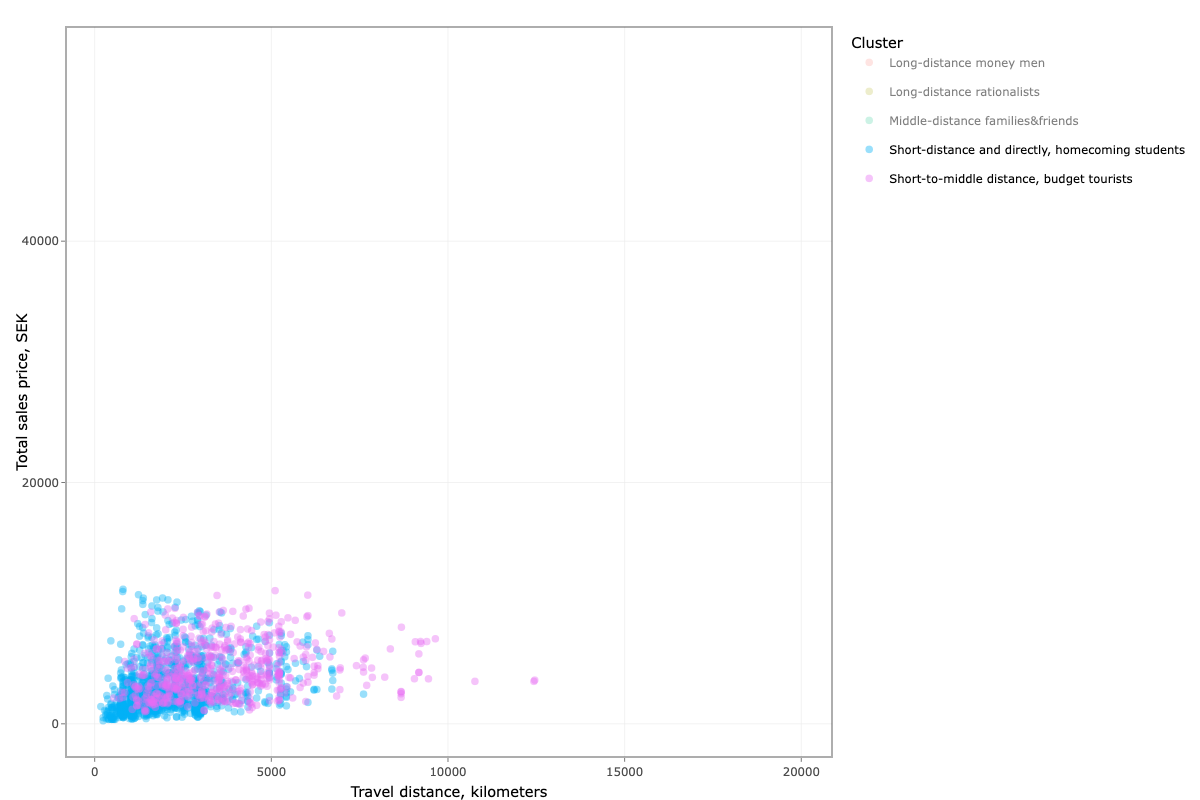 Cluster
Long-distance money men
Long-distance rationalists
Middle-distance families&friends
Short-distance and directly, homecoming students
Short-to-middle distance, budget tourists
40000
20000
0
Total sales price, SEK
0 5000 10000 15000 20000
Travel distance, kilometers